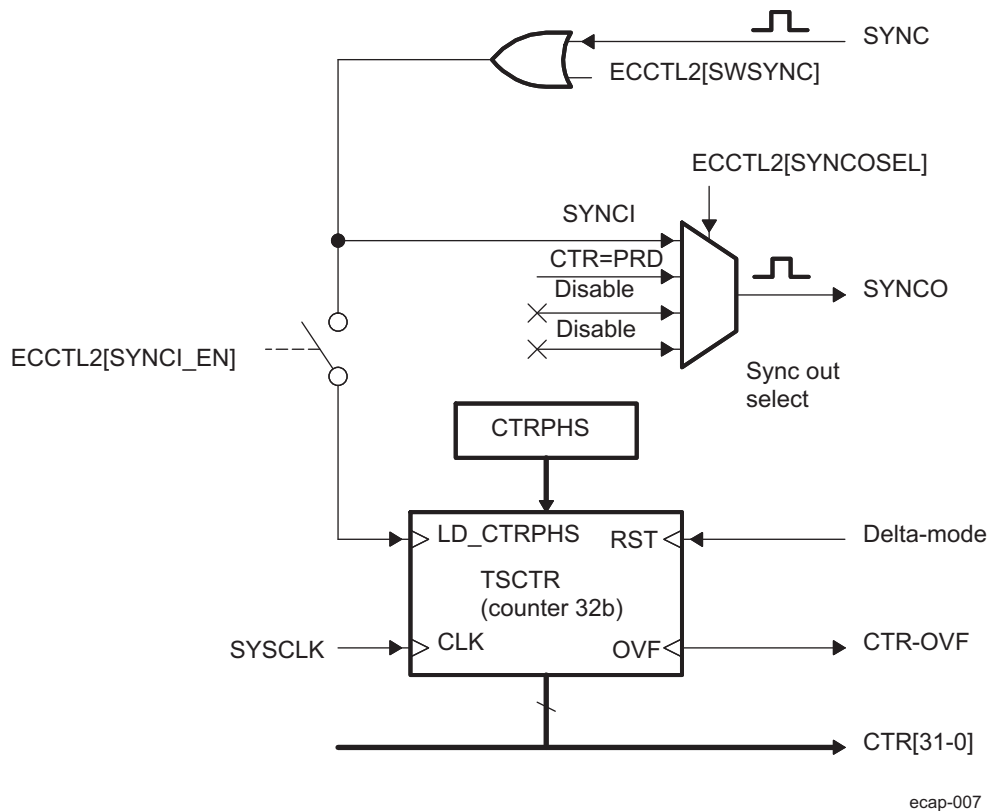 SYNC
ECCTL2[SWSYNC]
ECCTL2[SYNCOSEL]
SYNCI
CTR=PRD
Disable
SYNCO
Disable
ECCTL2[SYNCI_EN]
Sync out
select
CTRPHS
LD_CTRPHS
RST
Delta-mode
TSCTR
(counter 32b)
SYSCLK
CLK
OVF
CTR-OVF
CTR[31-0]
ecap-007